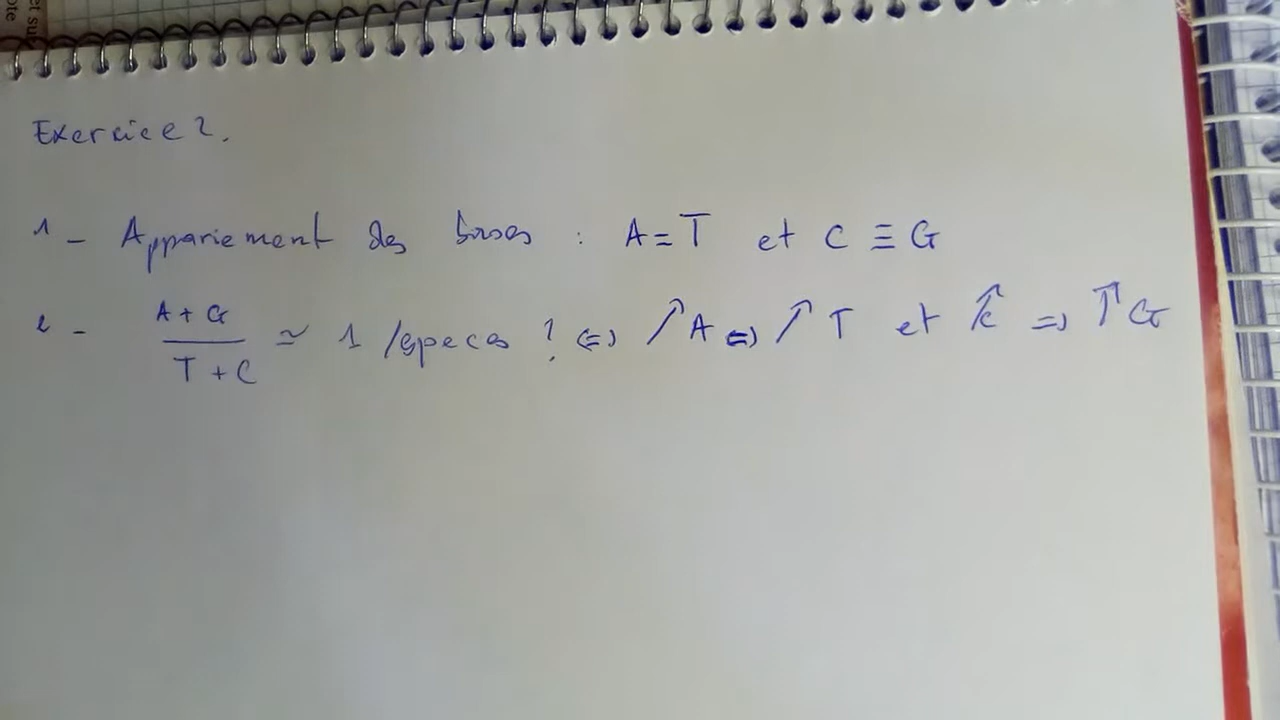 Exercice 2.
1 - Appariement des bases : A = T et C ≡ G
2 - A + G / T + C ≃ 1 /espèces ? <=> ↗ A <=> ↗ T et ↗ C => ↗ G